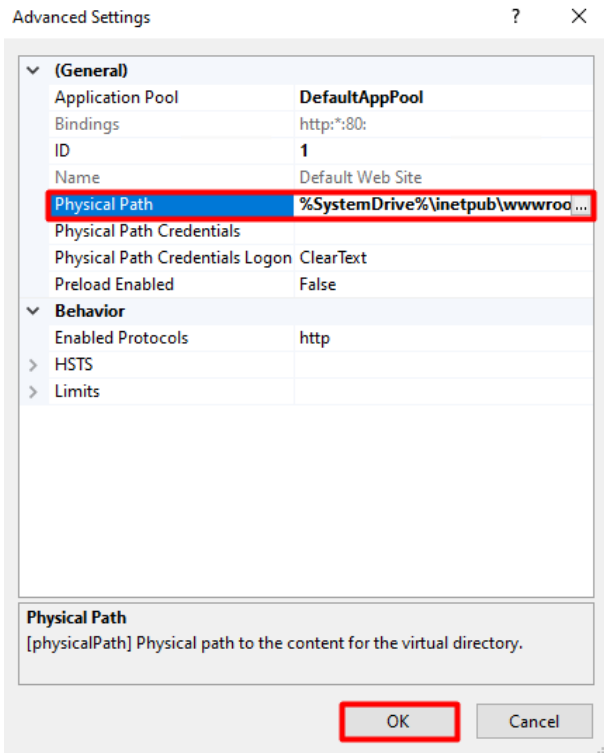 Advanced Settings ? ×
(General)
Application Pool DefaultAppPool
Bindings http:*:80:
ID 1
Name Default Web Site
Physical Path %SystemDrive%\inetpub\wwwroo ...
Physical Path Credentials
Physical Path Credentials Logon ClearText
Preload Enabled False
Behavior
Enabled Protocols http
HSTS
Limits
Physical Path
[physicalPath] Physical path to the content for the virtual directory.
OK Cancel